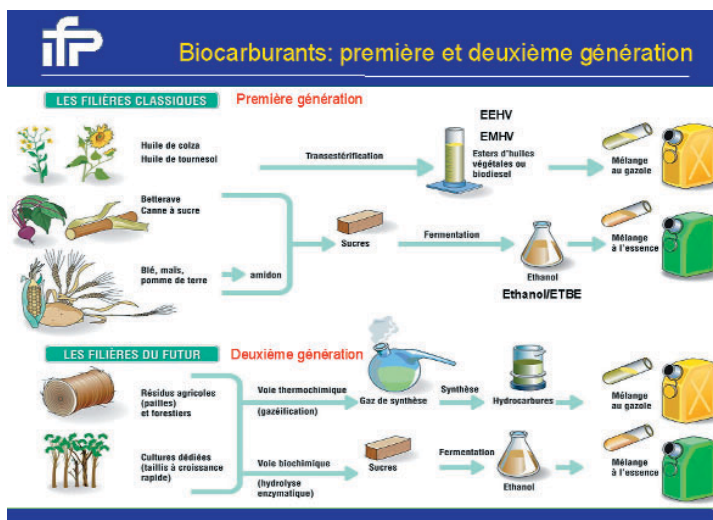 ifp
Biocarburants: première et deuxième génération
LES FILIÈRES CLASSIQUES
Première génération
Huile de colza
Huile de tournesol
Transestérification
EEHV
EMHV
Esters d'huiles
végétales ou
biodiesel
Mélange
au gazole
Betterave
Canne à sucre
Blé, maïs,
pomme de terre
amidon
Sucres
Fermentation
Ethanol
Ethanol/ETBE
Mélange
à l'essence
LES FILIÈRES DU FUTUR
Deuxième génération
Résidus agricoles
(pailles)
et forestiers
Voie thermochimique
(gazéification)
Gaz de synthèse
Synthèse
Hydrocarbures
Mélange
au gazole
Cultures dédiées
(taillis à croissance
rapide)
Voie biochimique
(hydrolyse
enzymatique)
Sucres
Fermentation
Ethanol
Mélange
à l'essence